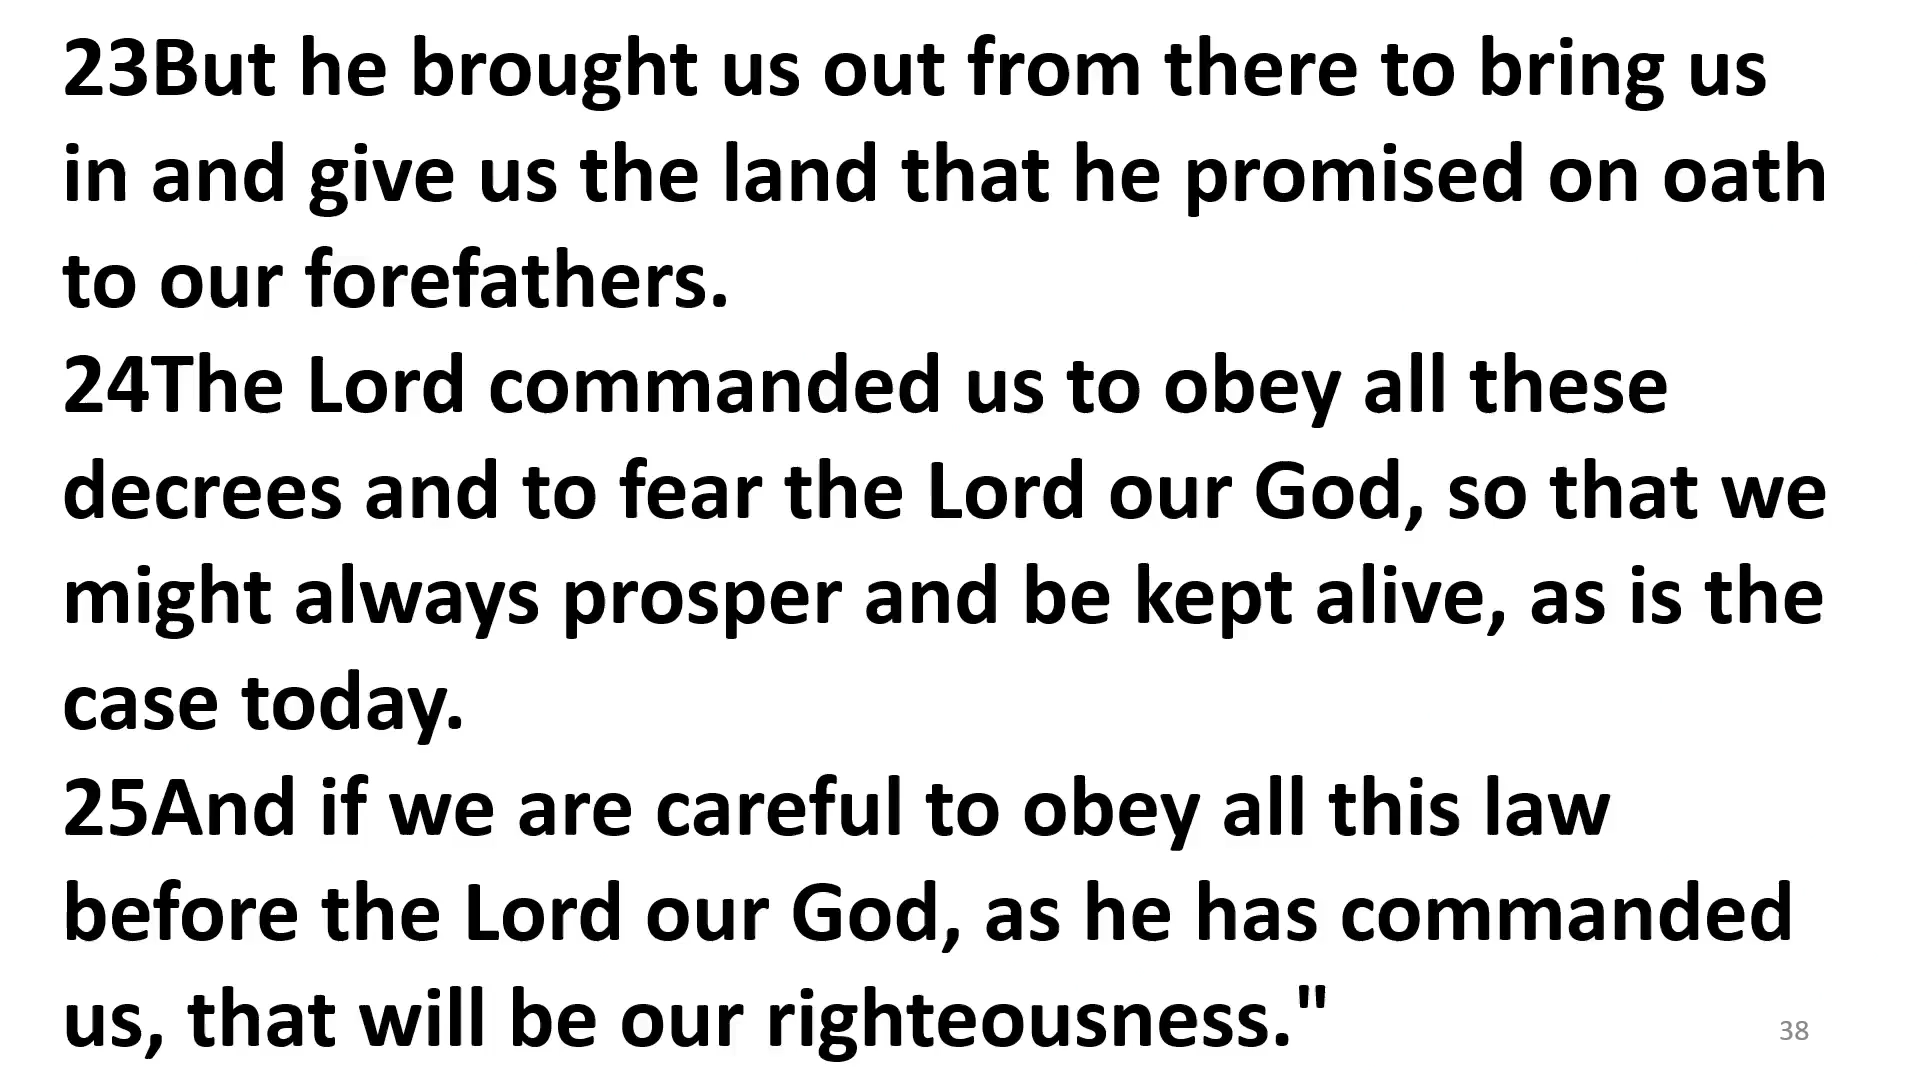 23But he brought us out from there to bring us
in and give us the land that he promised on oath
to our forefathers.
24The Lord commanded us to obey all these
decrees and to fear the Lord our God, so that we
might always prosper and be kept alive, as is the
case today.
25And if we are careful to obey all this law
before the Lord our God, as he has commanded
us, that will be our righteousness."
38